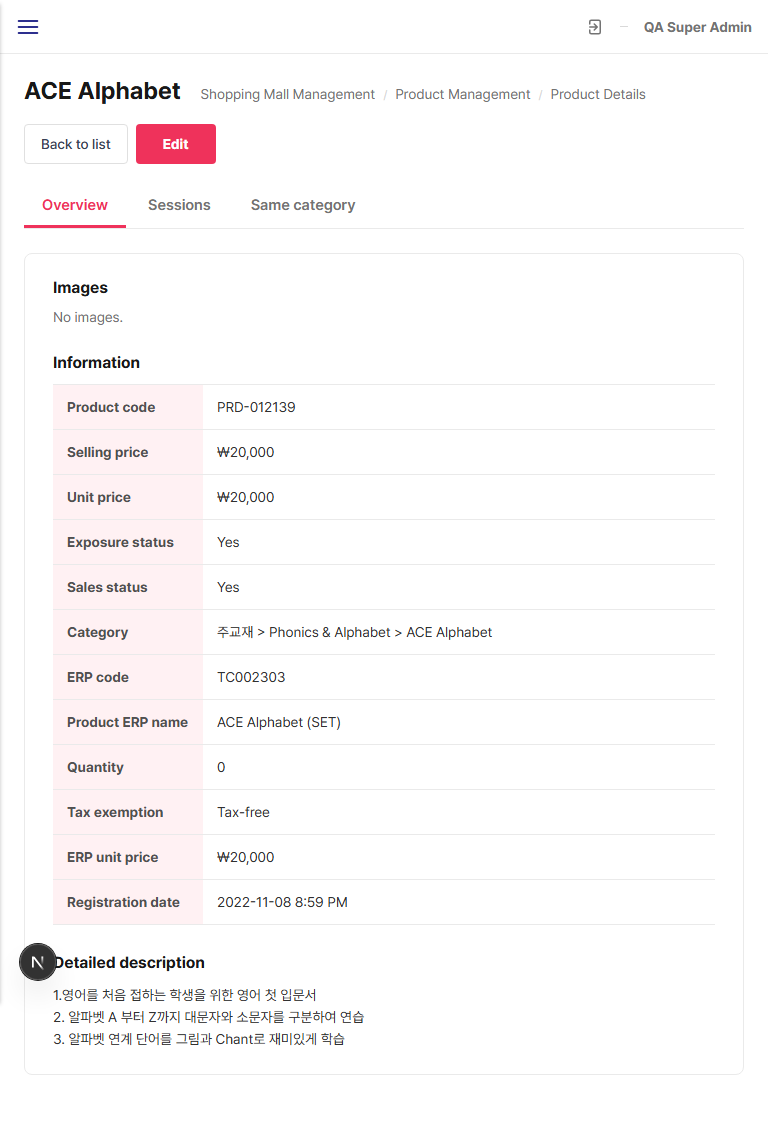 QA Super Admin
ACE Alphabet
Shopping Mall Management / Product Management / Product Details
Back to list
Edit
Overview
Sessions
Same category
Images
No images.
Information
Product code PRD-012139
Selling price ₩20,000
Unit price ₩20,000
Exposure status Yes
Sales status Yes
Category 주교재 > Phonics & Alphabet > ACE Alphabet
ERP code TC002303
Product ERP name ACE Alphabet (SET)
Quantity 0
Tax exemption Tax-free
ERP unit price ₩20,000
Registration date 2022-11-08 8:59 PM
N
Detailed description
1.영어를 처음 접하는 학생을 위한 영어 첫 입문서
2. 알파벳 A 부터 Z까지 대문자와 소문자를 구분하여 연습
3. 알파벳 연계 단어를 그림과 Chant로 재미있게 학습